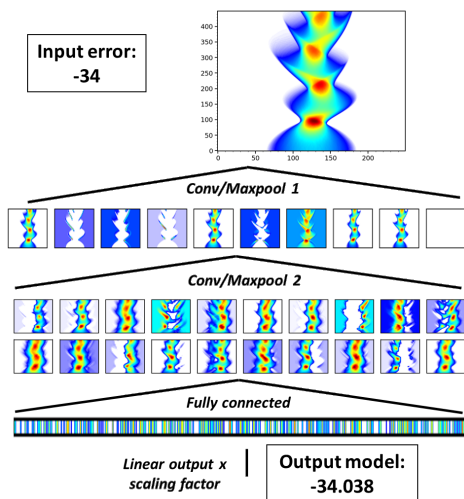 Input error:
-34
450
400
350
300
250
200
150
100
50
0
0
50
100
150
200
Conv/Maxpool 1
Conv/Maxpool 2
Fully connected
Linear output x
scaling factor
Output model:
-34.038